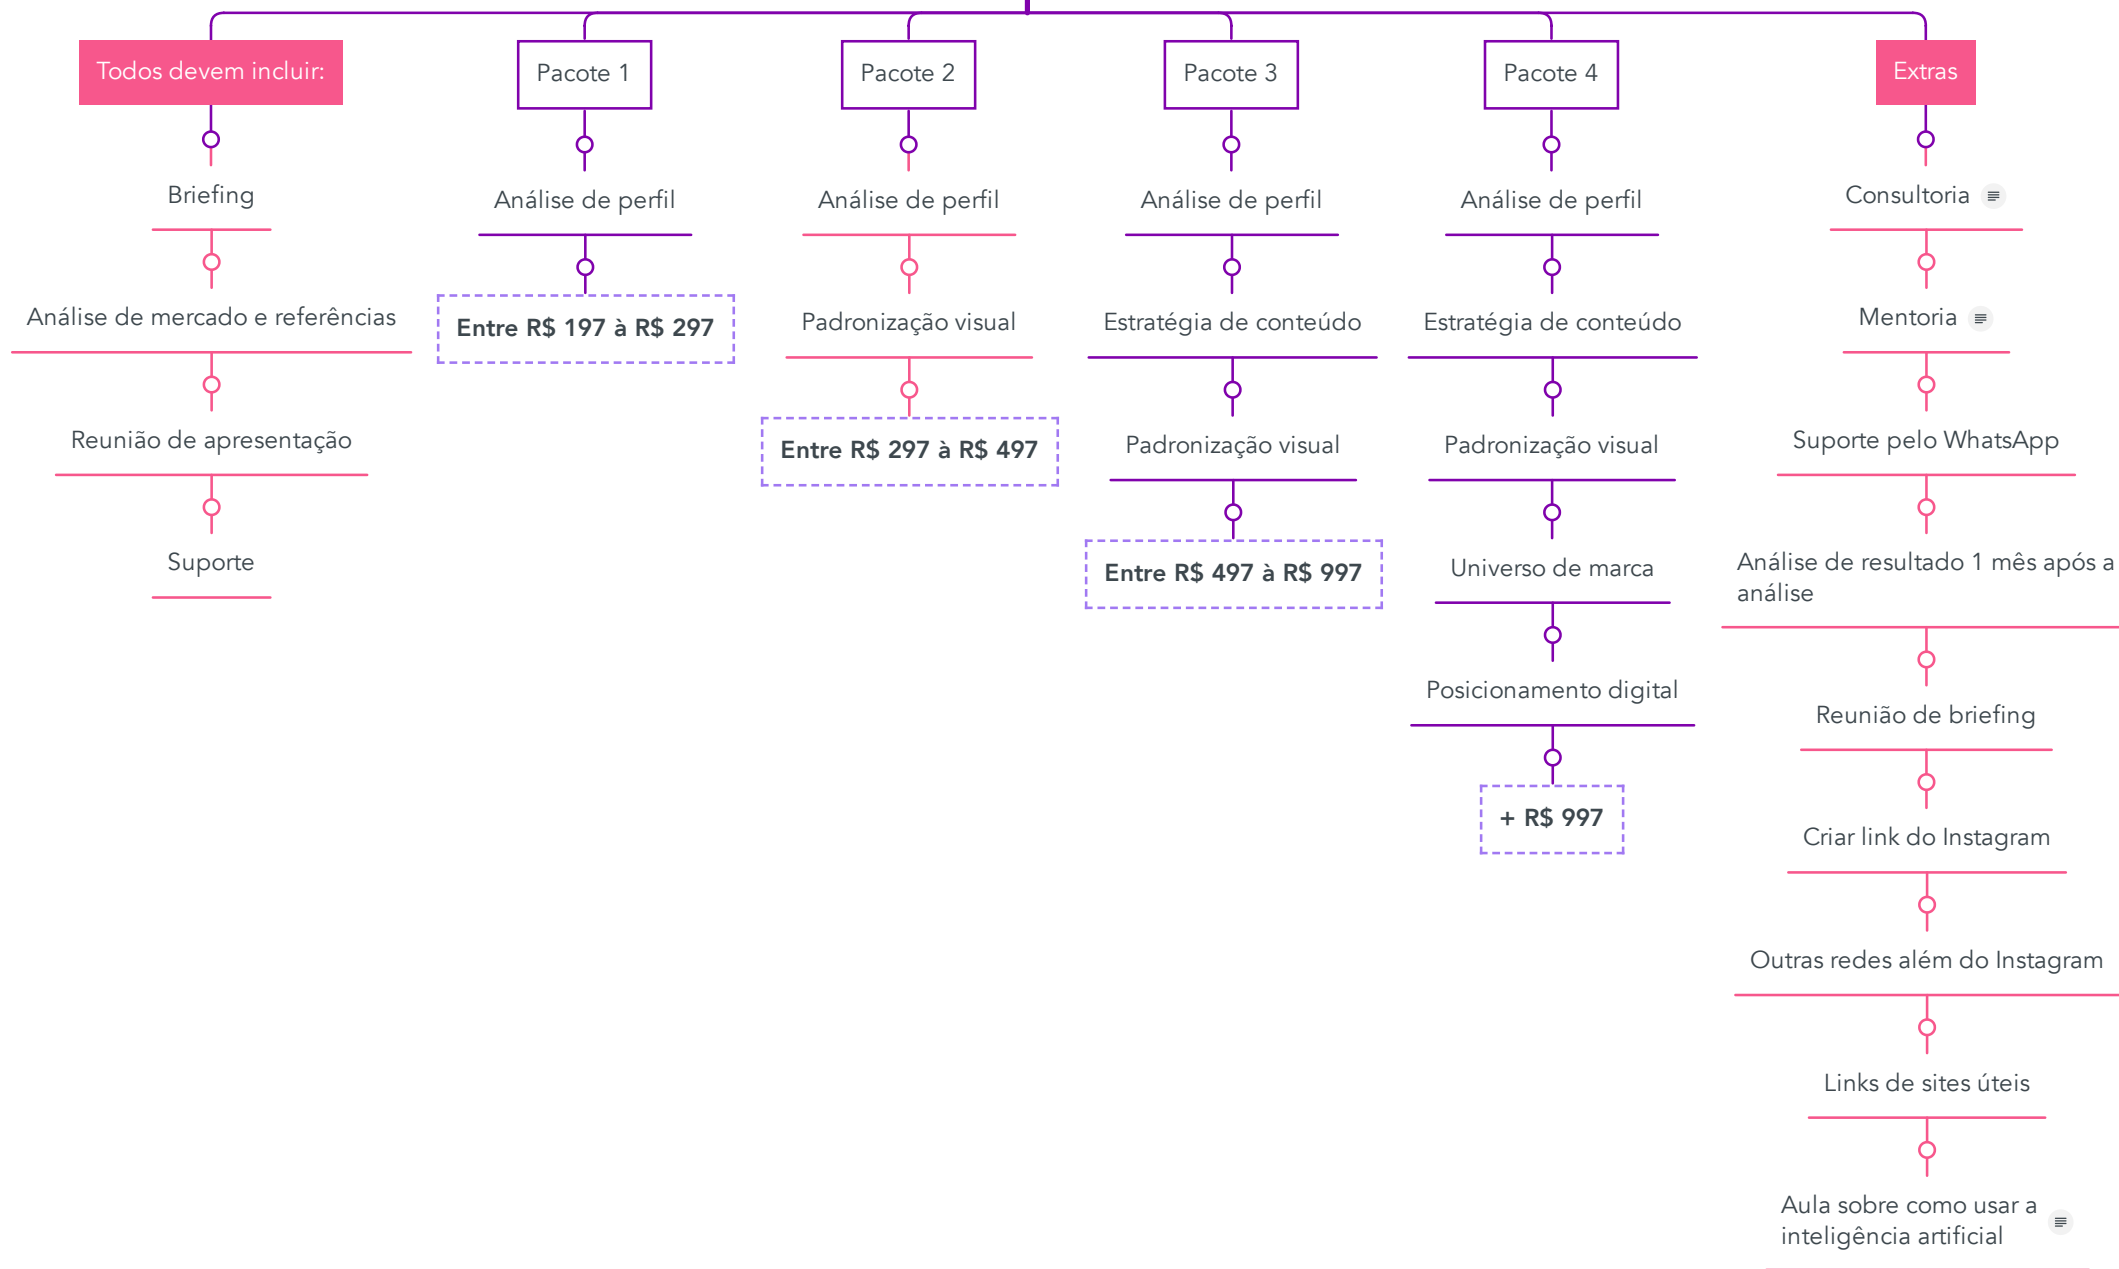 Todos devem incluir:
Briefing
Análise de mercado e referências
Reunião de apresentação
Suporte
Pacote 1
Análise de perfil
Entre R$ 197 à R$ 297
Pacote 2
Análise de perfil
Padronização visual
Entre R$ 297 à R$ 497
Pacote 3
Análise de perfil
Estratégia de conteúdo
Padronização visual
Entre R$ 497 à R$ 997
Pacote 4
Análise de perfil
Estratégia de conteúdo
Padronização visual
Universo de marca
Posicionamento digital
+ R$ 997
Extras
Consultoria
Mentoria
Suporte pelo WhatsApp
Análise de resultado 1 mês após a
análise
Reunião de briefing
Criar link do Instagram
Outras redes além do Instagram
Links de sites úteis
Aula sobre como usar a
inteligência artificial